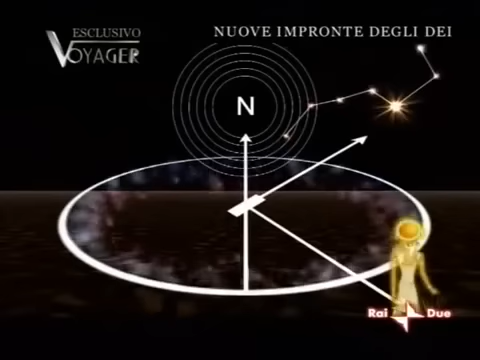 ESCLUSIVO
VOYAGER
NUOVE IMPRONTE DEGLI DEI
N
Rai Due